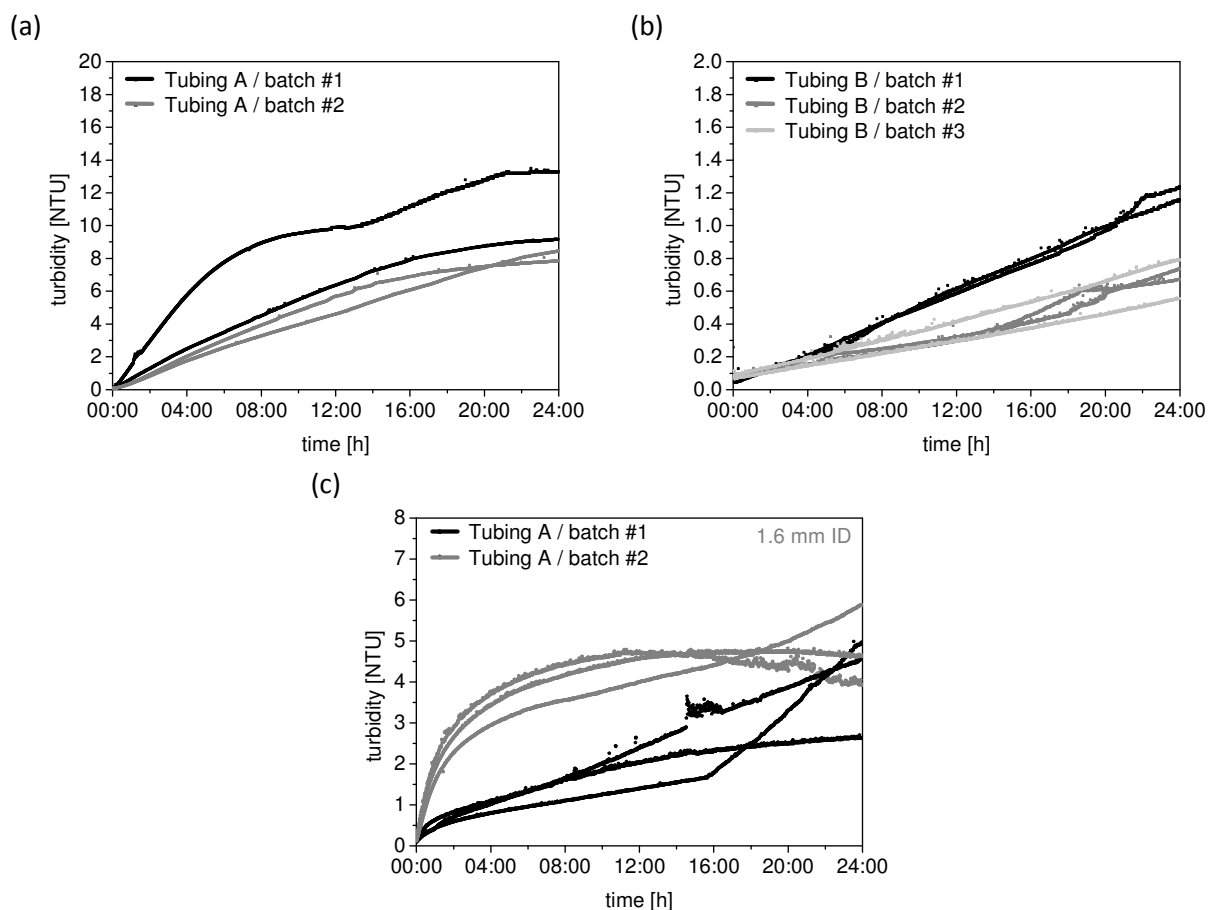 (a)
20
18
16
14
12
10
8
6
4
2
0
turbidity [NTU]
Tubing A / batch #1
Tubing A / batch #2
00:00 04:00 08:00 12:00 16:00 20:00 24:00
time [h]
(b)
2.0
1.8
1.6
1.4
1.2
1.0
0.8
0.6
0.4
0.2
0.0
turbidity [NTU]
Tubing B / batch #1
Tubing B / batch #2
Tubing B / batch #3
00:00 04:00 08:00 12:00 16:00 20:00 24:00
time [h]
(c)
8
7
6
5
4
3
2
1
0
turbidity [NTU]
Tubing A / batch #1
Tubing A / batch #2
1.6 mm ID
00:00 04:00 08:00 12:00 16:00 20:00 24:00
time [h]